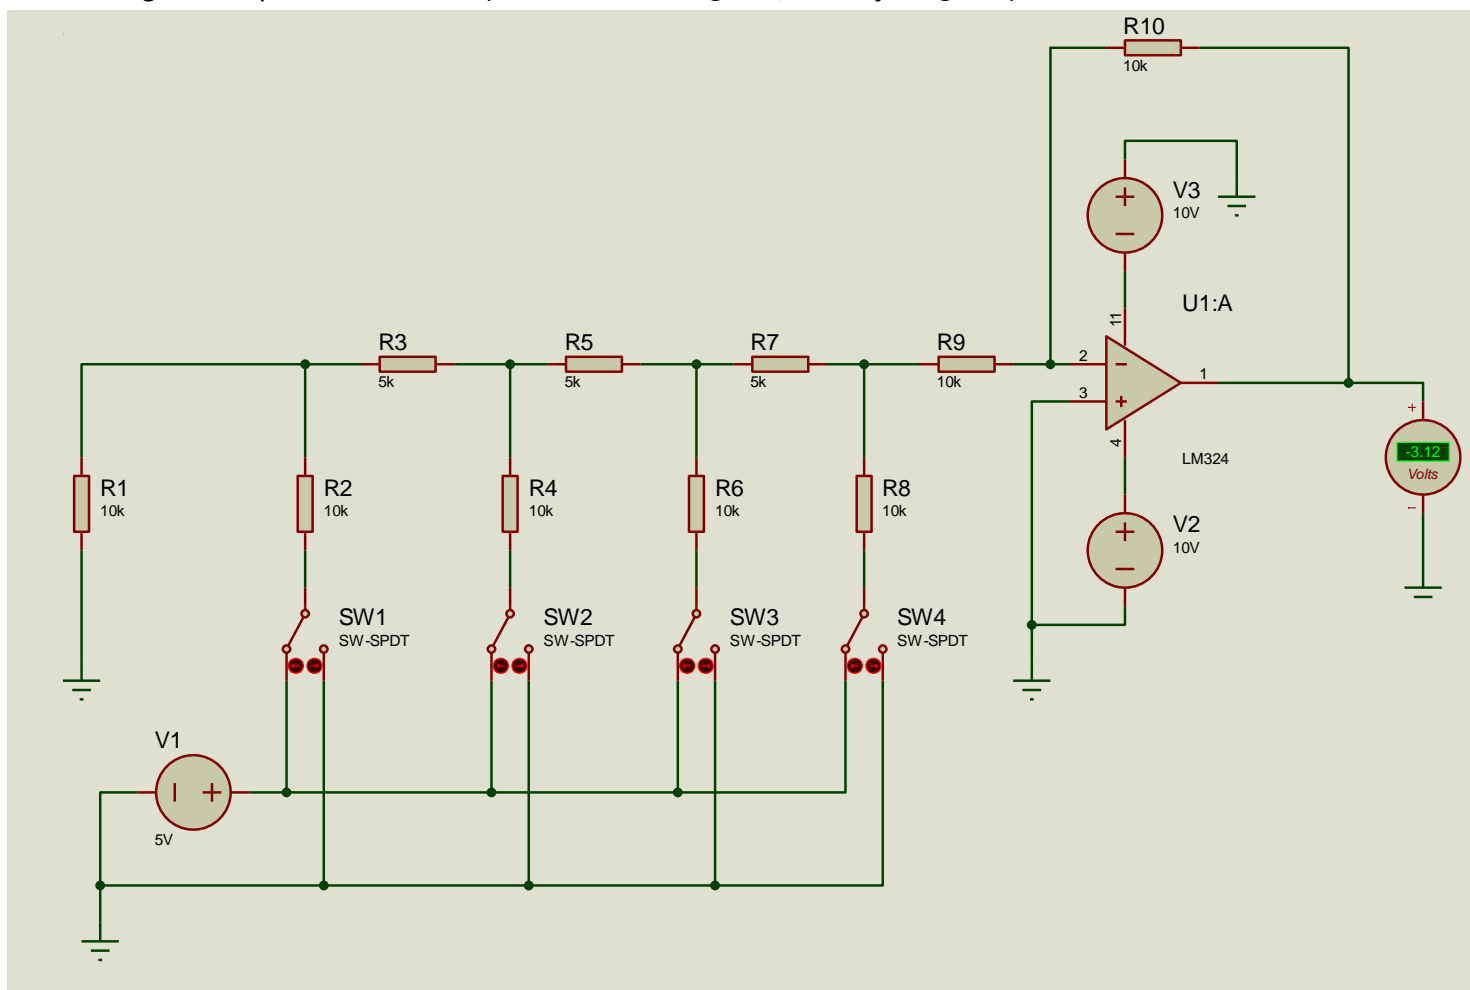 R10
10k
V3
10V
U1:A
11
R3
5k
R5
5k
R7
5k
R9
10k
2
3
1
4
LM324
+
-3.12
Volts
R1
10k
R2
10k
R4
10k
R6
10k
R8
10k
V2
10V
SW1
SW-SPDT
SW2
SW-SPDT
SW3
SW-SPDT
SW4
SW-SPDT
V1
5V